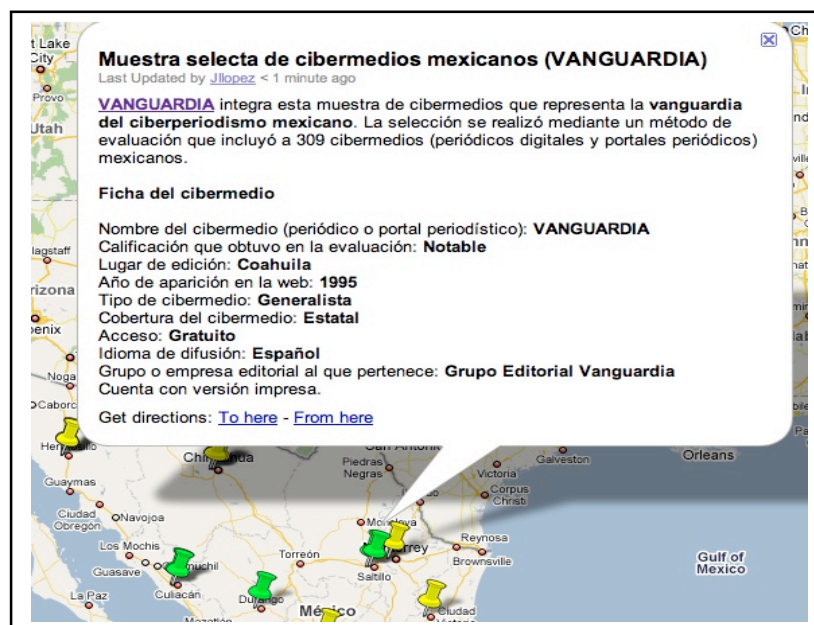 Muestra selecta de cibermedios mexicanos (VANGUARDIA)
Last Updated by Jllopez < 1 minute ago
VANGUARDIA integra esta muestra de cibermedios que representa la vanguardia
del ciberperiodismo mexicano. La selección se realizó mediante un método de
evaluación que incluyó a 309 cibermedios (periódicos digitales y portales periódicos)
mexicanos.
Ficha del cibermedio
Nombre del cibermedio (periódico o portal periodístico): VANGUARDIA
Calificación que obtuvo en la evaluación: Notable
Lugar de edición: Coahuila
Año de aparición en la web: 1995
Tipo de cibermedio: Generalista
Cobertura del cibermedio: Estatal
Acceso: Gratuito
Idioma de difusión: Español
Grupo o empresa editorial al que pertenece: Grupo Editorial Vanguardia
Cuenta con versión impresa.
Get directions: To here - From here
t Lake
City
Provo
Utah
lagstaff
rizona
oenix
Noga
Caborc
Guaymas
Ciudad
Obregón
Navojoa
Los Mochis
Guasave
Culiacán
La Paz
Piedras
Negras
Victoria
Corpus
Christi
Galveston
Orleans
Torreón
Saltillo
Reynosa
Brownsville
Gulf of
Mexico
México
Ciudad